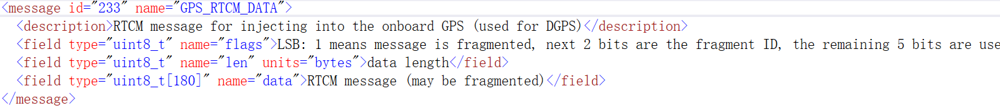 <message id="233" name="GPS_RTCM_DATA">
<description>RTCM message for injecting into the onboard GPS (used for DGPS)</description>
<field type="uint8_t" name="flags">LSB: 1 means message is fragmented, next 2 bits are the fragment ID, the remaining 5 bits are use
<field type="uint8_t" name="len" units="bytes">data length</field>
<field type="uint8_t[180]" name="data">RTCM message (may be fragmented)</field>
</message>